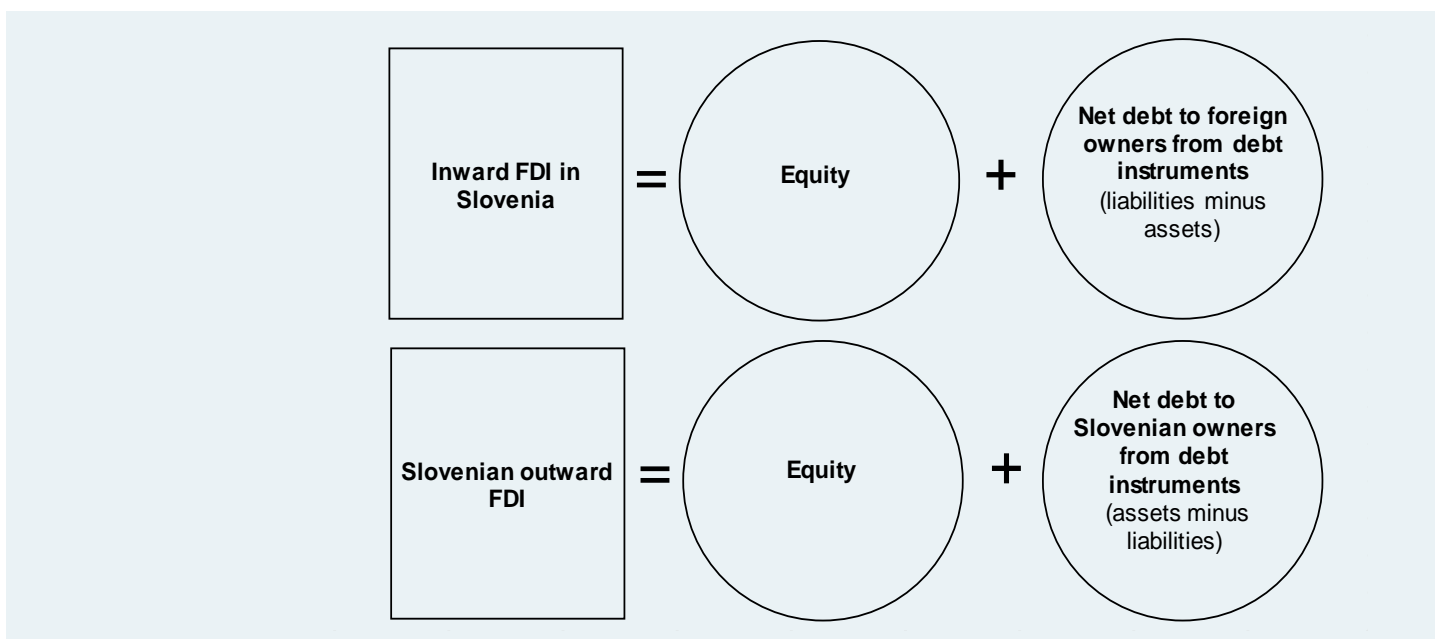 Inward FDI in
Slovenia
=
Equity
+
Net debt to foreign
owners from debt
instruments
(liabilities minus
assets)
Slovenian outward
FDI
=
Equity
+
Net debt to
Slovenian owners
from debt
instruments
(assets minus
liabilities)